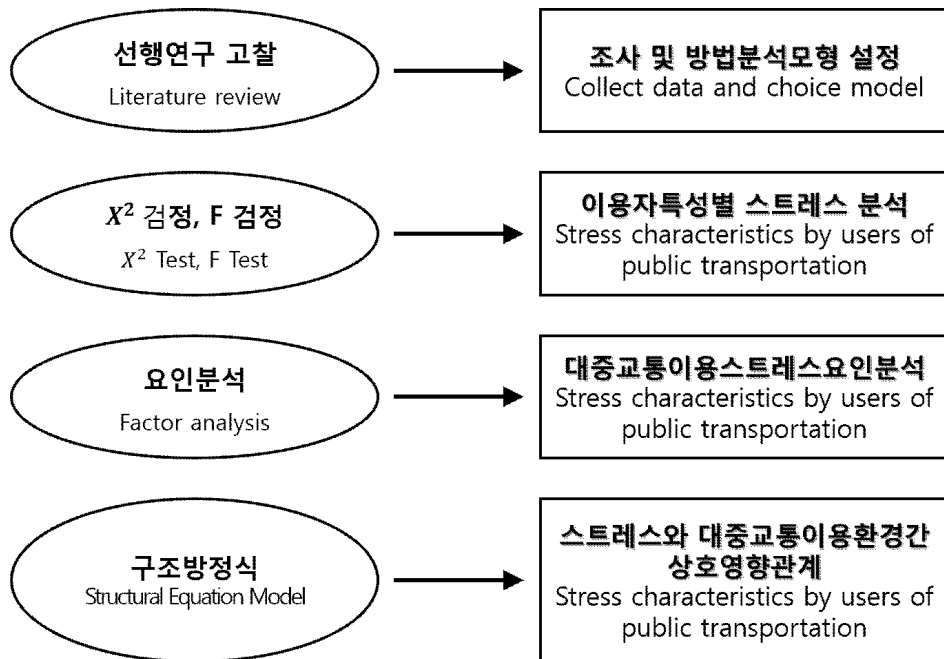 선행연구 고찰
Literature review
조사 및 방법분석모형 설정
Collect data and choice model
X² 검정, F 검정
X² Test, F Test
이용자특성별 스트레스 분석
Stress characteristics by users of
public transportation
요인분석
Factor analysis
대중교통이용스트레스요인분석
Stress characteristics by users of
public transportation
구조방정식
Structural Equation Model
스트레스와 대중교통이용환경간
상호영향관계
Stress characteristics by users of
public transportation